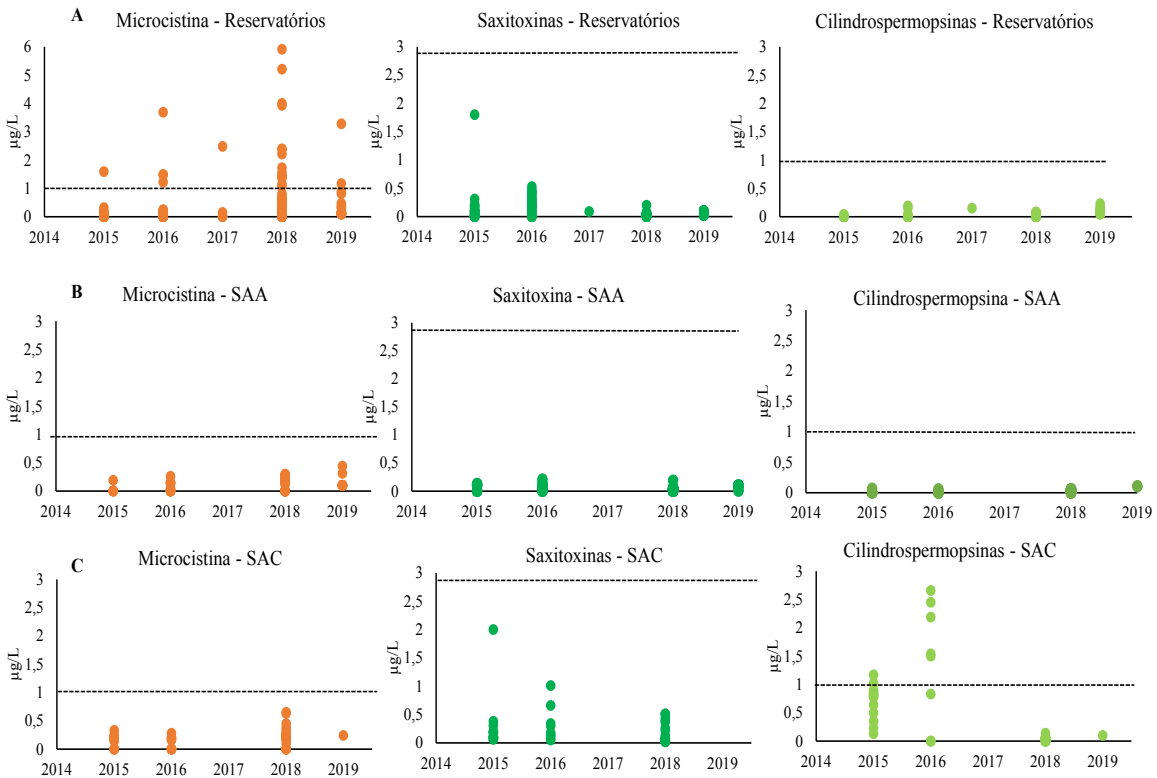 A
Microcistina - Reservatórios
µg/L
6
5
4
3
2
1
0
2014 2015 2016 2017 2018 2019
Saxitoxinas - Reservatórios
µg/L
3
2,5
2
1,5
1
0,5
0
2014 2015 2016 2017 2018 2019
Cilindrospermopsinas - Reservatórios
µg/L
3
2,5
2
1,5
1
0,5
0
2014 2015 2016 2017 2018 2019
B
Microcistina - SAA
µg/L
3
2,5
2
1,5
1
0,5
0
2014 2015 2016 2017 2018 2019
Saxitoxina - SAA
µg/L
3
2,5
2
1,5
1
0,5
0
2014 2015 2016 2017 2018 2019
Cilindrospermopsina - SAA
µg/L
3
2,5
2
1,5
1
0,5
0
2014 2015 2016 2017 2018 2019
C
Microcistina - SAC
µg/L
3
2,5
2
1,5
1
0,5
0
2014 2015 2016 2017 2018 2019
Saxitoxinas - SAC
µg/L
3
2,5
2
1,5
1
0,5
0
2014 2015 2016 2017 2018 2019
Cilindrospermopsinas - SAC
µg/L
3
2,5
2
1,5
1
0,5
0
2014 2015 2016 2017 2018 2019